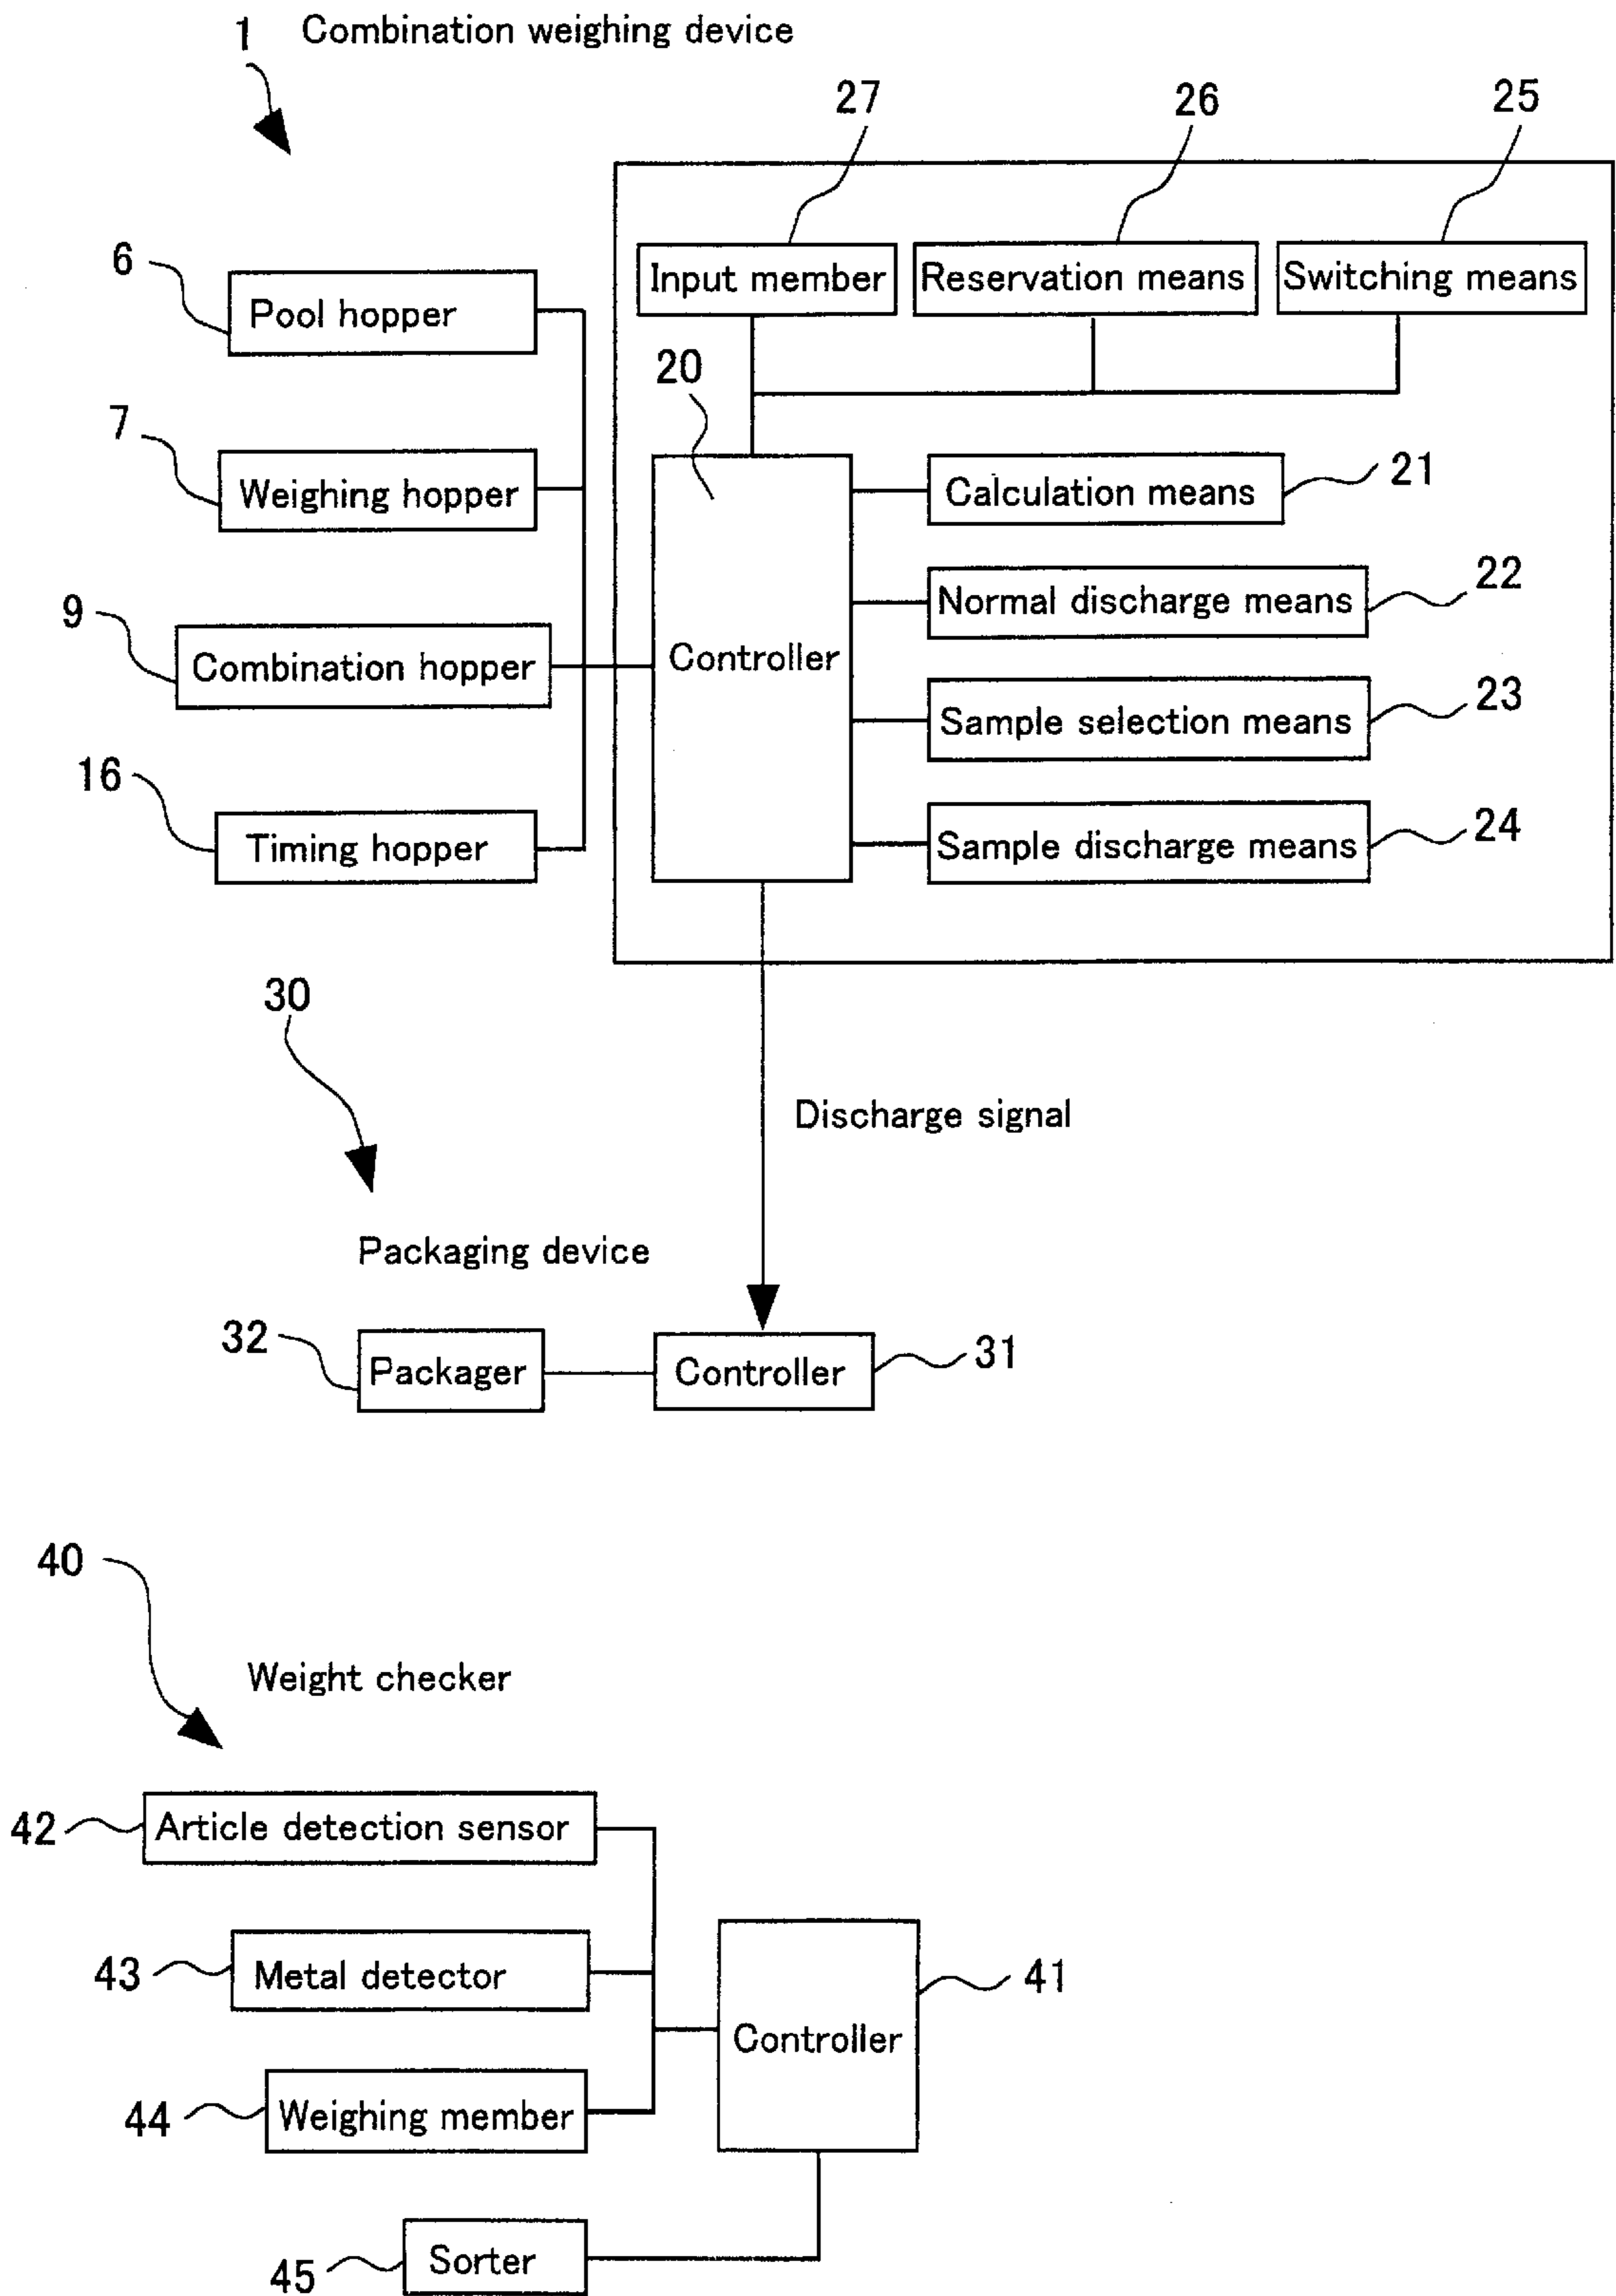 1 Combination weighing device
27 26 25
6 Pool hopper
Input member
Reservation means
Switching means
20
7 Weighing hopper
Calculation means 21
Normal discharge means 22
9 Combination hopper
Controller
Sample selection means 23
16 Timing hopper
Sample discharge means 24
30
Discharge signal
Packaging device
32 Packager
Controller 31
40
Weight checker
42 Article detection sensor
43 Metal detector
41
Controller
44 Weighing member
45 Sorter